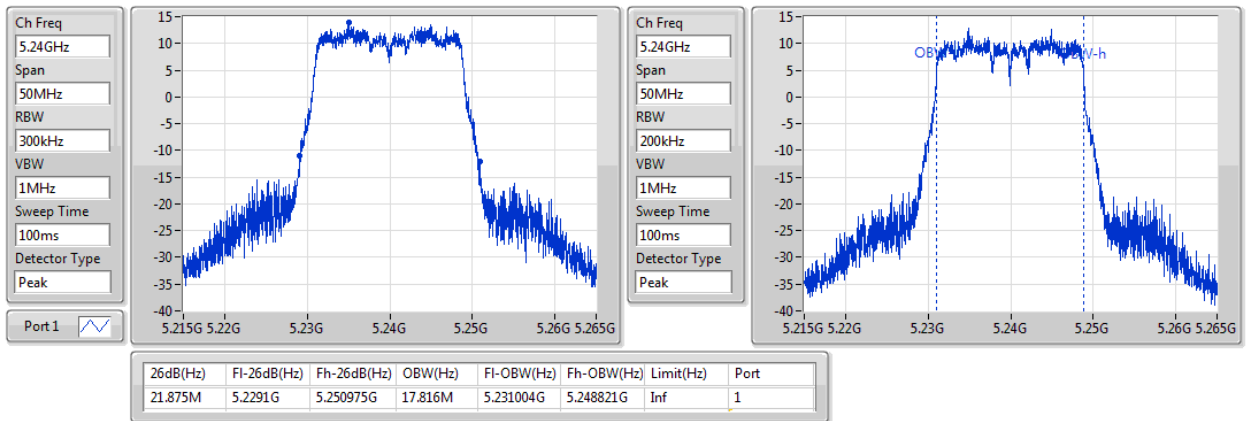 Ch Freq
5.24GHz
Span
50MHz
RBW
300kHz
VBW
1MHz
Sweep Time
100ms
Detector Type
Peak
Port 1
15
10
5
0
-5
-10
-15
-20
-25
-30
-35
-40
5.215G 5.22G 5.23G 5.24G 5.25G 5.26G 5.265G
Ch Freq
5.24GHz
Span
50MHz
RBW
200kHz
VBW
1MHz
Sweep Time
100ms
Detector Type
Peak
15
10
5
0
-5
-10
-15
-20
-25
-30
-35
-40
5.215G 5.22G 5.23G 5.24G 5.25G 5.26G 5.265G
26dB(Hz) Fl-26dB(Hz) Fh-26dB(Hz) OBW(Hz) Fl-OBW(Hz) Fh-OBW(Hz) Limit(Hz) Port
21.875M 5.2291G 5.250975G 17.816M 5.231004G 5.248821G Inf 1